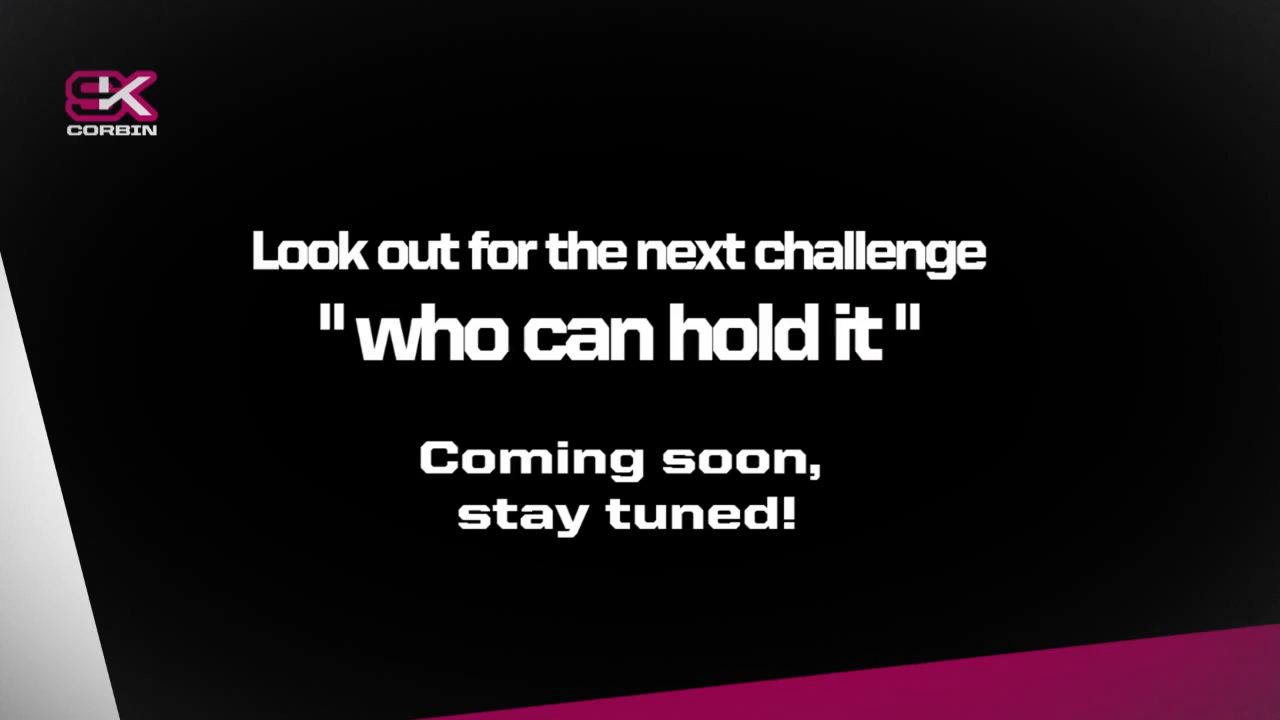 SK
CORBIN
Look out for the next challenge
"who can hold it"
Coming soon,
stay tuned!